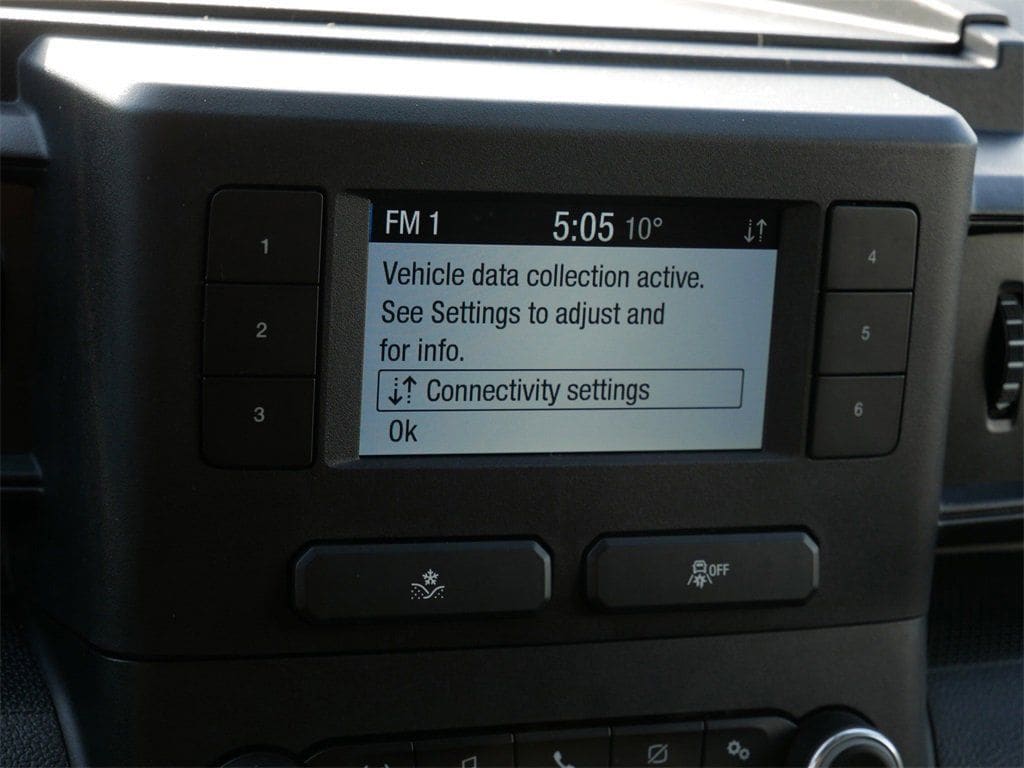 FM 1 5:05 10°
1
4
Vehicle data collection active.
See Settings to adjust and
2
5
for info.
Connectivity settings
3
6
Ok
OFF